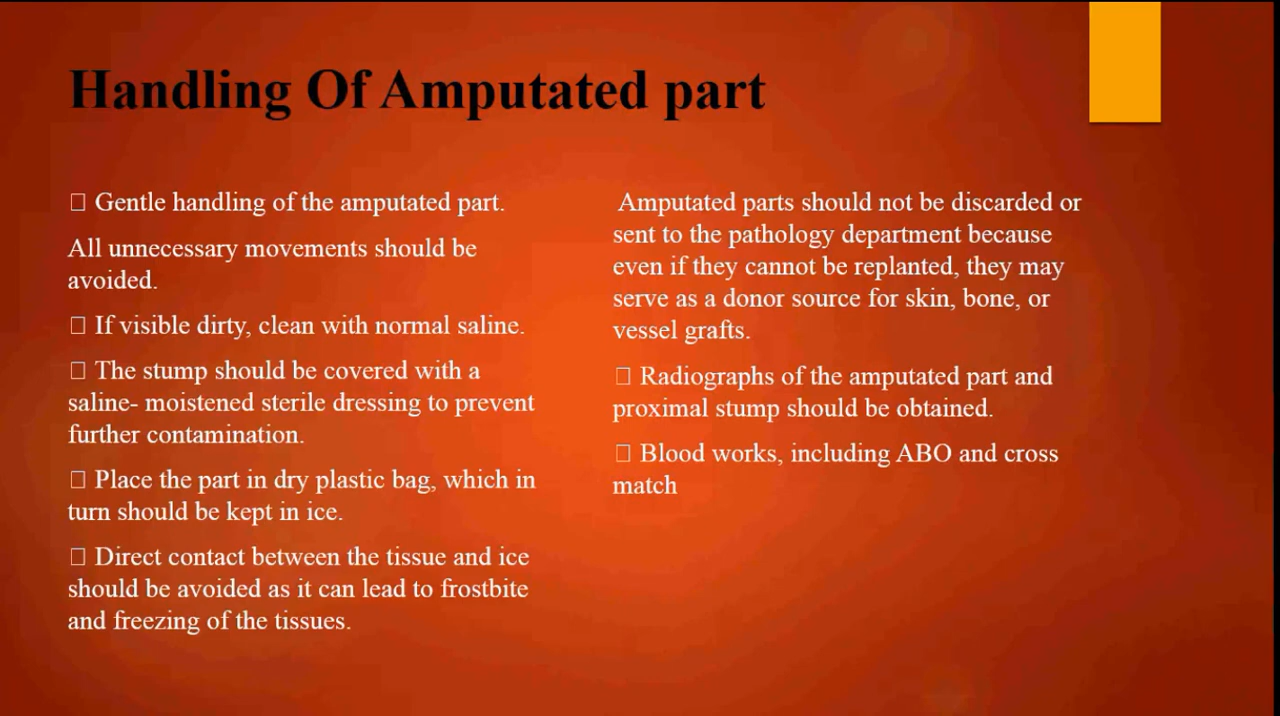 Handling Of Amputated part
▯ Gentle handling of the amputated part.
All unnecessary movements should be
avoided.
▯ If visible dirty, clean with normal saline.
▯ The stump should be covered with a
saline- moistened sterile dressing to prevent
further contamination.
▯ Place the part in dry plastic bag, which in
turn should be kept in ice.
▯ Direct contact between the tissue and ice
should be avoided as it can lead to frostbite
and freezing of the tissues.
Amputated parts should not be discarded or
sent to the pathology department because
even if they cannot be replanted, they may
serve as a donor source for skin, bone, or
vessel grafts.
▯ Radiographs of the amputated part and
proximal stump should be obtained.
▯ Blood works, including ABO and cross
match